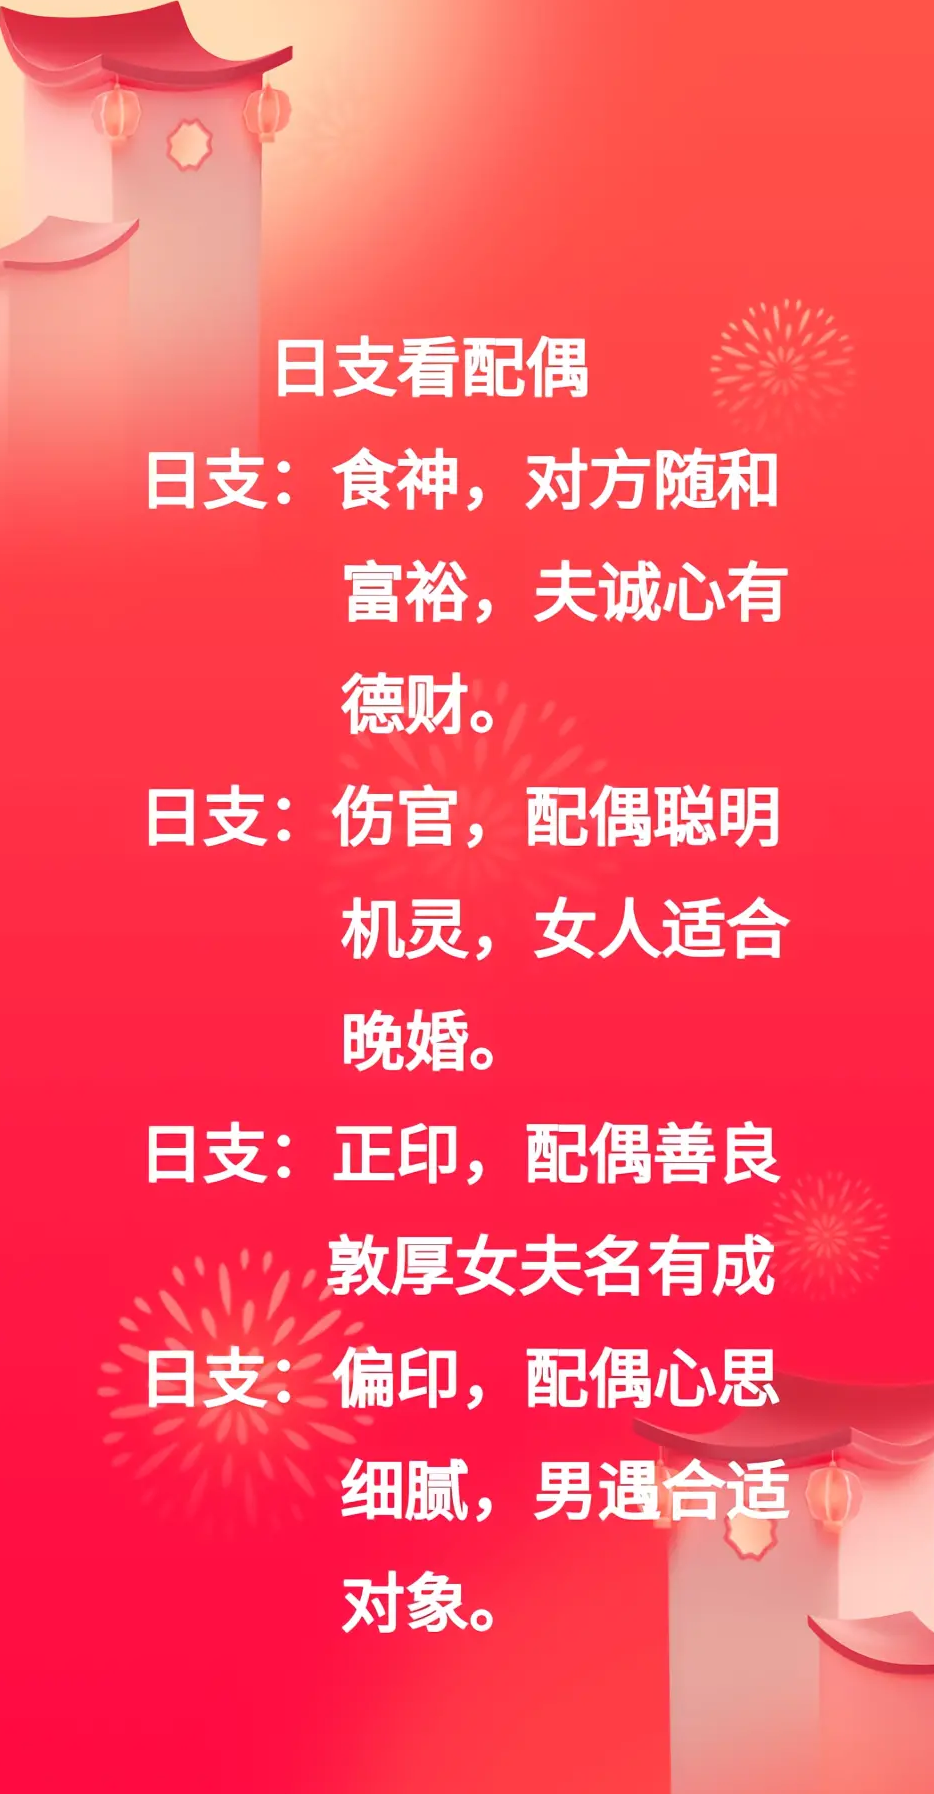 日支看配偶
日支：食神，对方随和
富裕，夫诚心有
德财。
日支：伤官，配偶聪明
机灵，女人适合
晚婚。
日支：正印，配偶善良
敦厚女夫名有成
日支：偏印，配偶心思
细腻，男遇合适
对象。